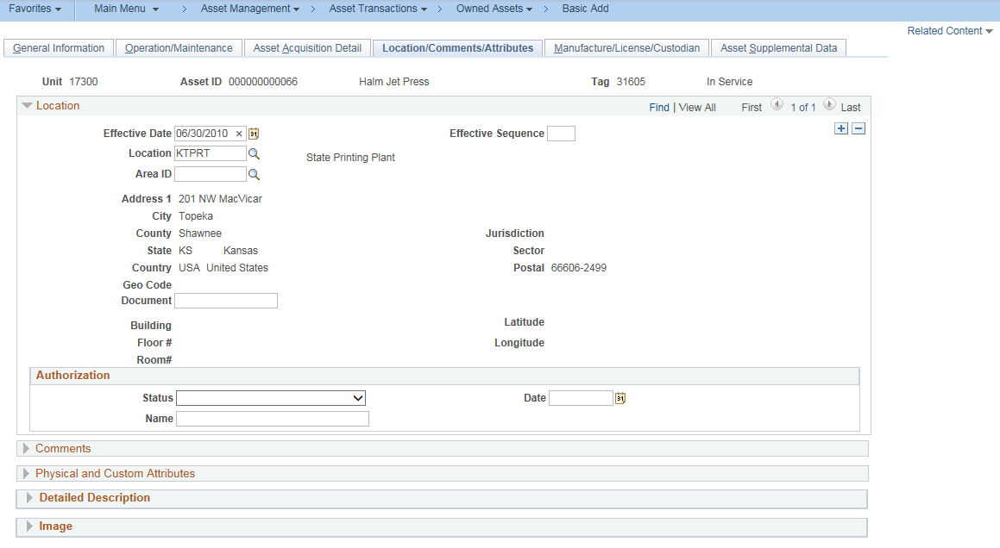 Favorites Main Menu > Asset Management > Asset Transactions > Owned Assets > Basic Add
Related Content
General Information Operation/Maintenance Asset Acquisition Detail Location/Comments/Attributes Manufacture/License/Custodian Asset Supplemental Data
Unit 17300 Asset ID 000000000066 Halm Jet Press Tag 31605 In Service
Location Find | View All First 1 of 1 Last
Effective Date 06/30/2010 × 31 Effective Sequence + −
Location KTPRT State Printing Plant
Area ID
Address 1 201 NW MacVicar
City Topeka
County Shawnee Jurisdiction
State KS Kansas Sector
Country USA United States Postal 66606-2499
Geo Code
Document
Building Latitude
Floor # Longitude
Room#
Authorization
Status Date 31
Name
Comments
Physical and Custom Attributes
Detailed Description
Image